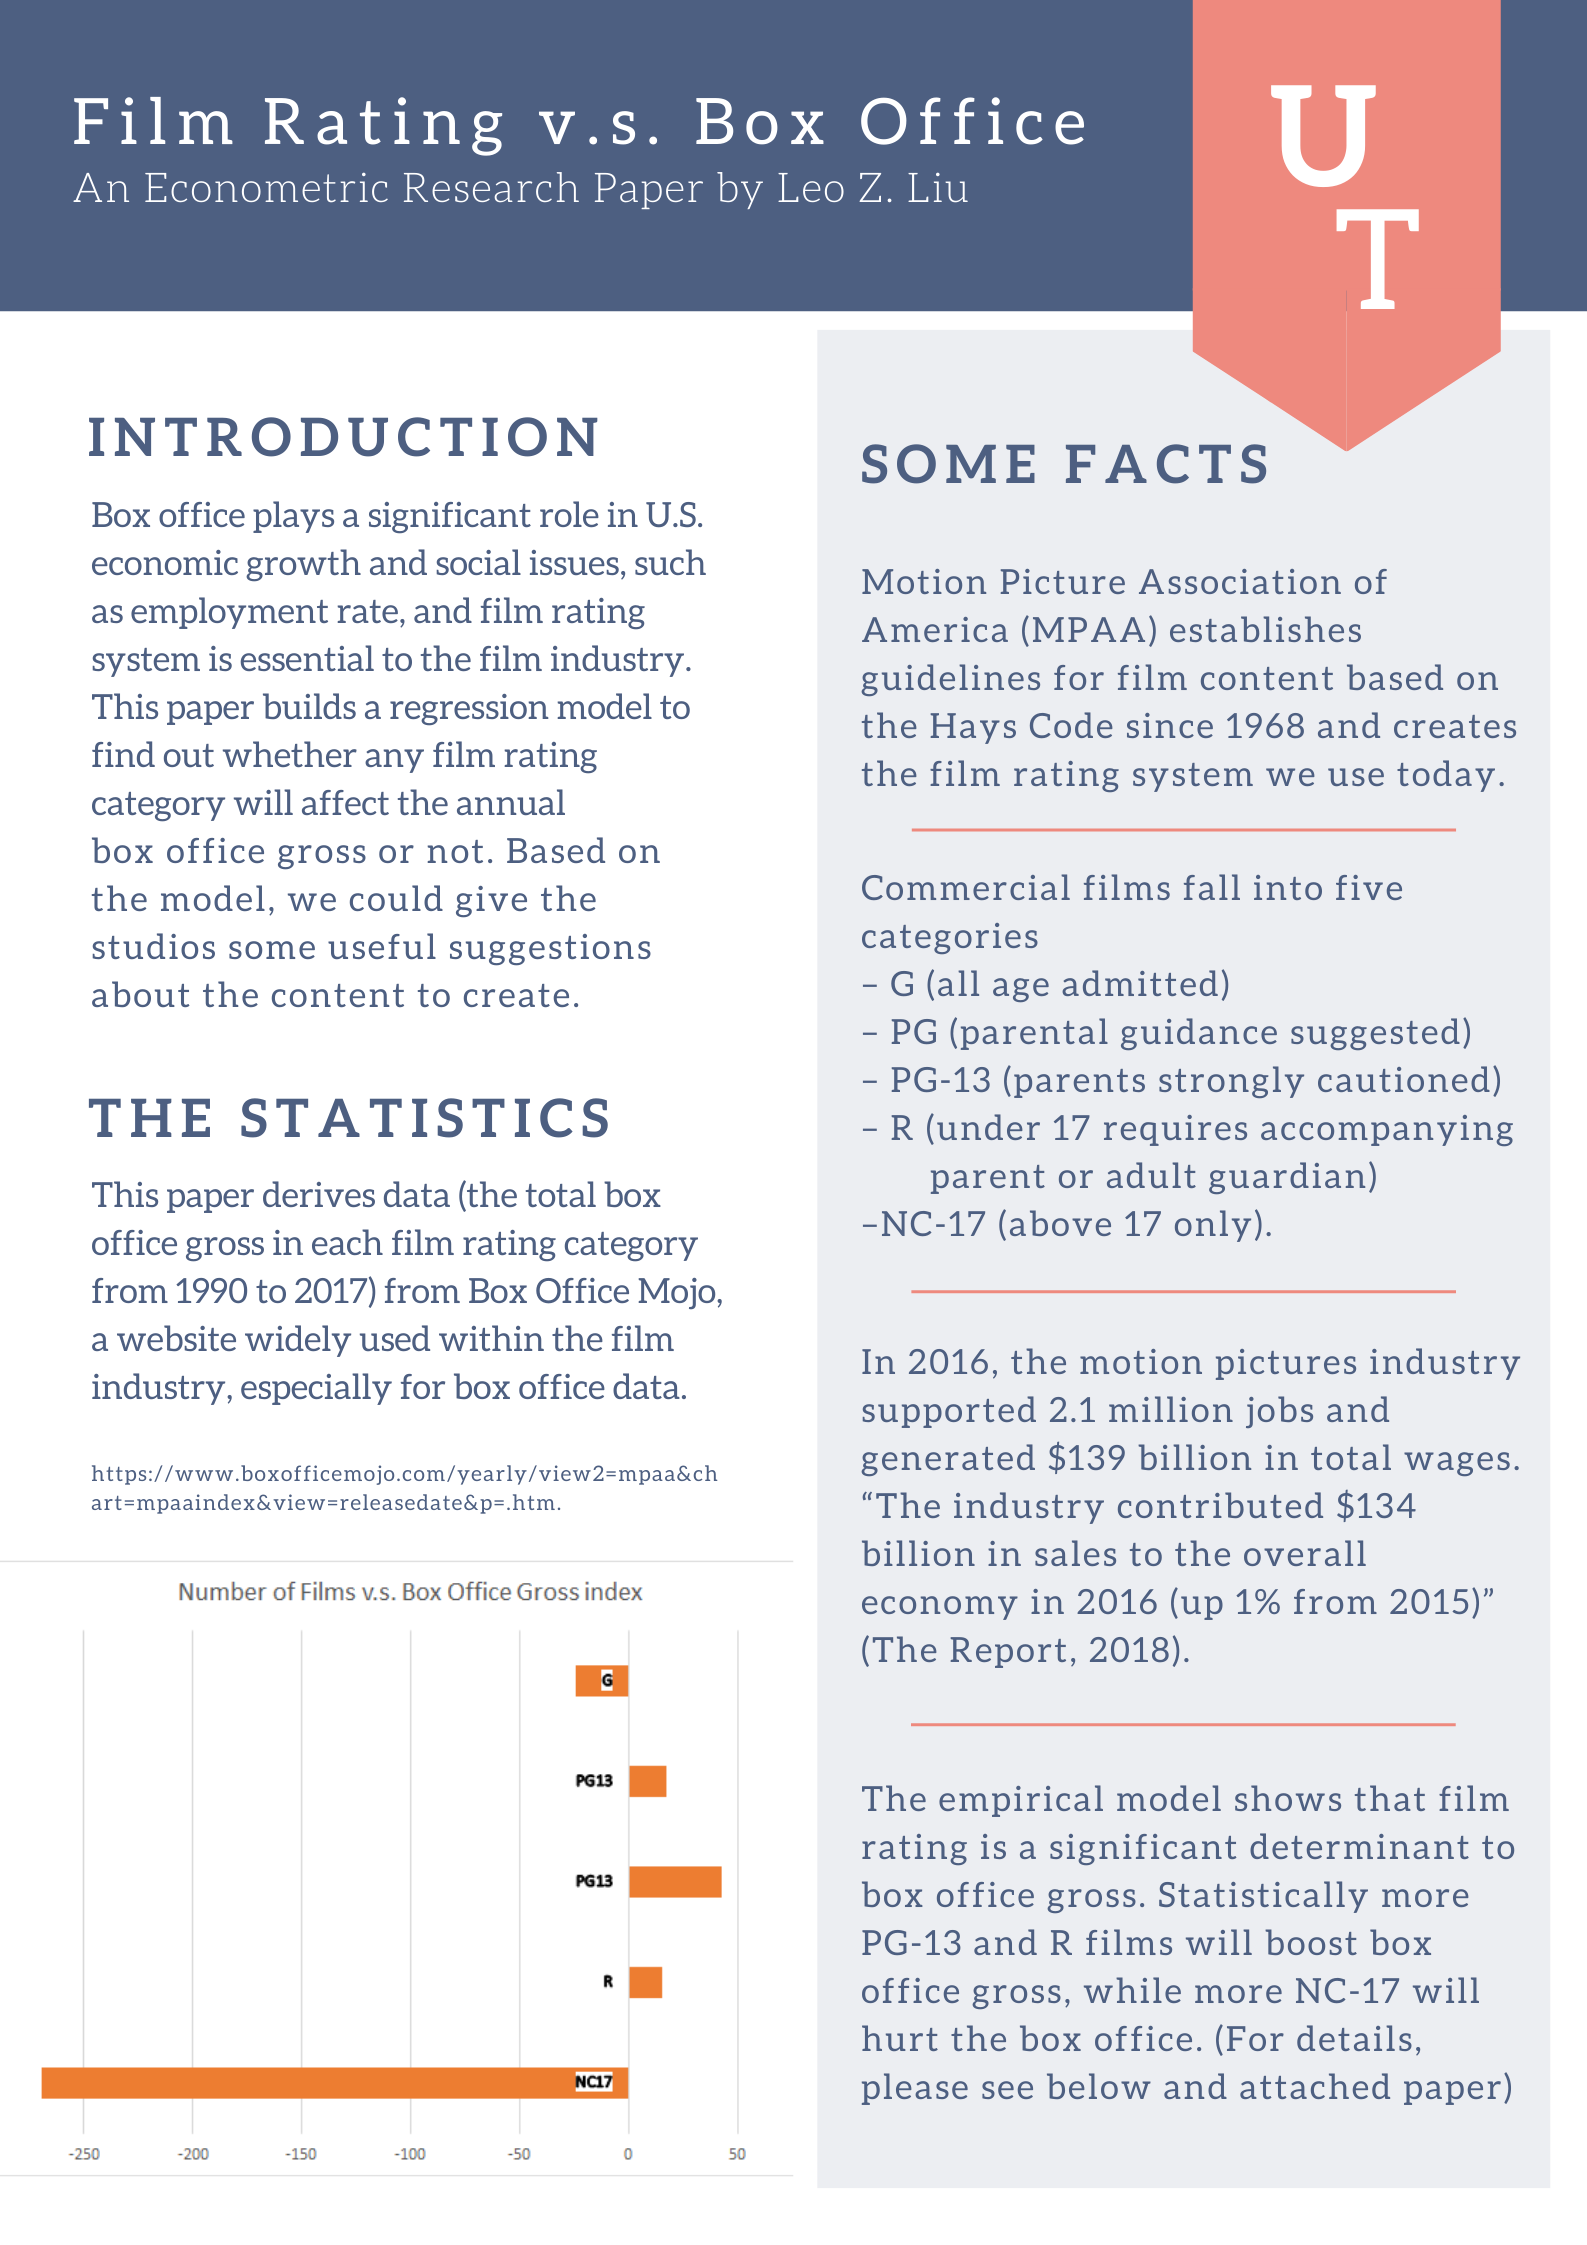 Film Rating v.s. Box Office
An Econometric Research Paper by Leo Z. Liu
U
T
INTRODUCTION
Box office plays a significant role in U.S.
economic growth and social issues, such
as employment rate, and film rating
system is essential to the film industry.
This paper builds a regression model to
find out whether any film rating
category will affect the annual
box office gross or not. Based on
the model, we could give the
studios some useful suggestions
about the content to create.
THE STATISTICS
This paper derives data (the total box
office gross in each film rating category
from 1990 to 2017) from Box Office Mojo,
a website widely used within the film
industry, especially for box office data.
https://www.boxofficemojo.com/yearly/view2=mpaa&ch
art=mpaaindex&view=releasedate&p=.htm.
Number of Films v.s. Box Office Gross index
G
PG13
PG13
R
NC17
-250 -200 -150 -100 -50 0 50
SOME FACTS
Motion Picture Association of
America (MPAA) establishes
guidelines for film content based on
the Hays Code since 1968 and creates
the film rating system we use today.
Commercial films fall into five
categories
– G (all age admitted)
– PG (parental guidance suggested)
– PG-13 (parents strongly cautioned)
– R (under 17 requires accompanying
parent or adult guardian)
–NC-17 (above 17 only).
In 2016, the motion pictures industry
supported 2.1 million jobs and
generated $139 billion in total wages.
“The industry contributed $134
billion in sales to the overall
economy in 2016 (up 1% from 2015)”
(The Report, 2018).
The empirical model shows that film
rating is a significant determinant to
box office gross. Statistically more
PG-13 and R films will boost box
office gross, while more NC-17 will
hurt the box office. (For details,
please see below and attached paper)